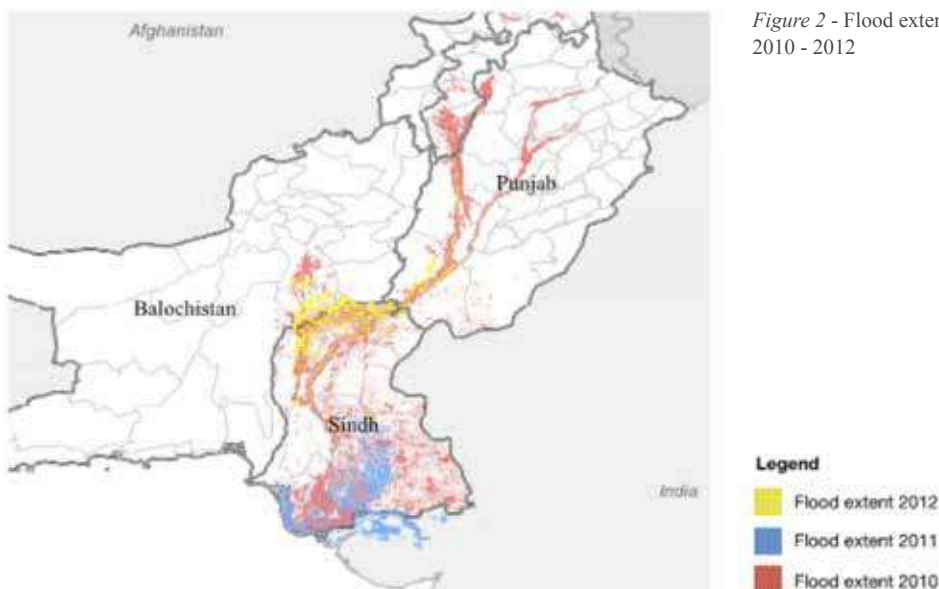 Figure 2 - Flood exten
2010 - 2012
Afghanistan
Punjab
Balochistan
Sindh
India
Legend
Flood extent 2012
Flood extent 2011
Flood extent 2010